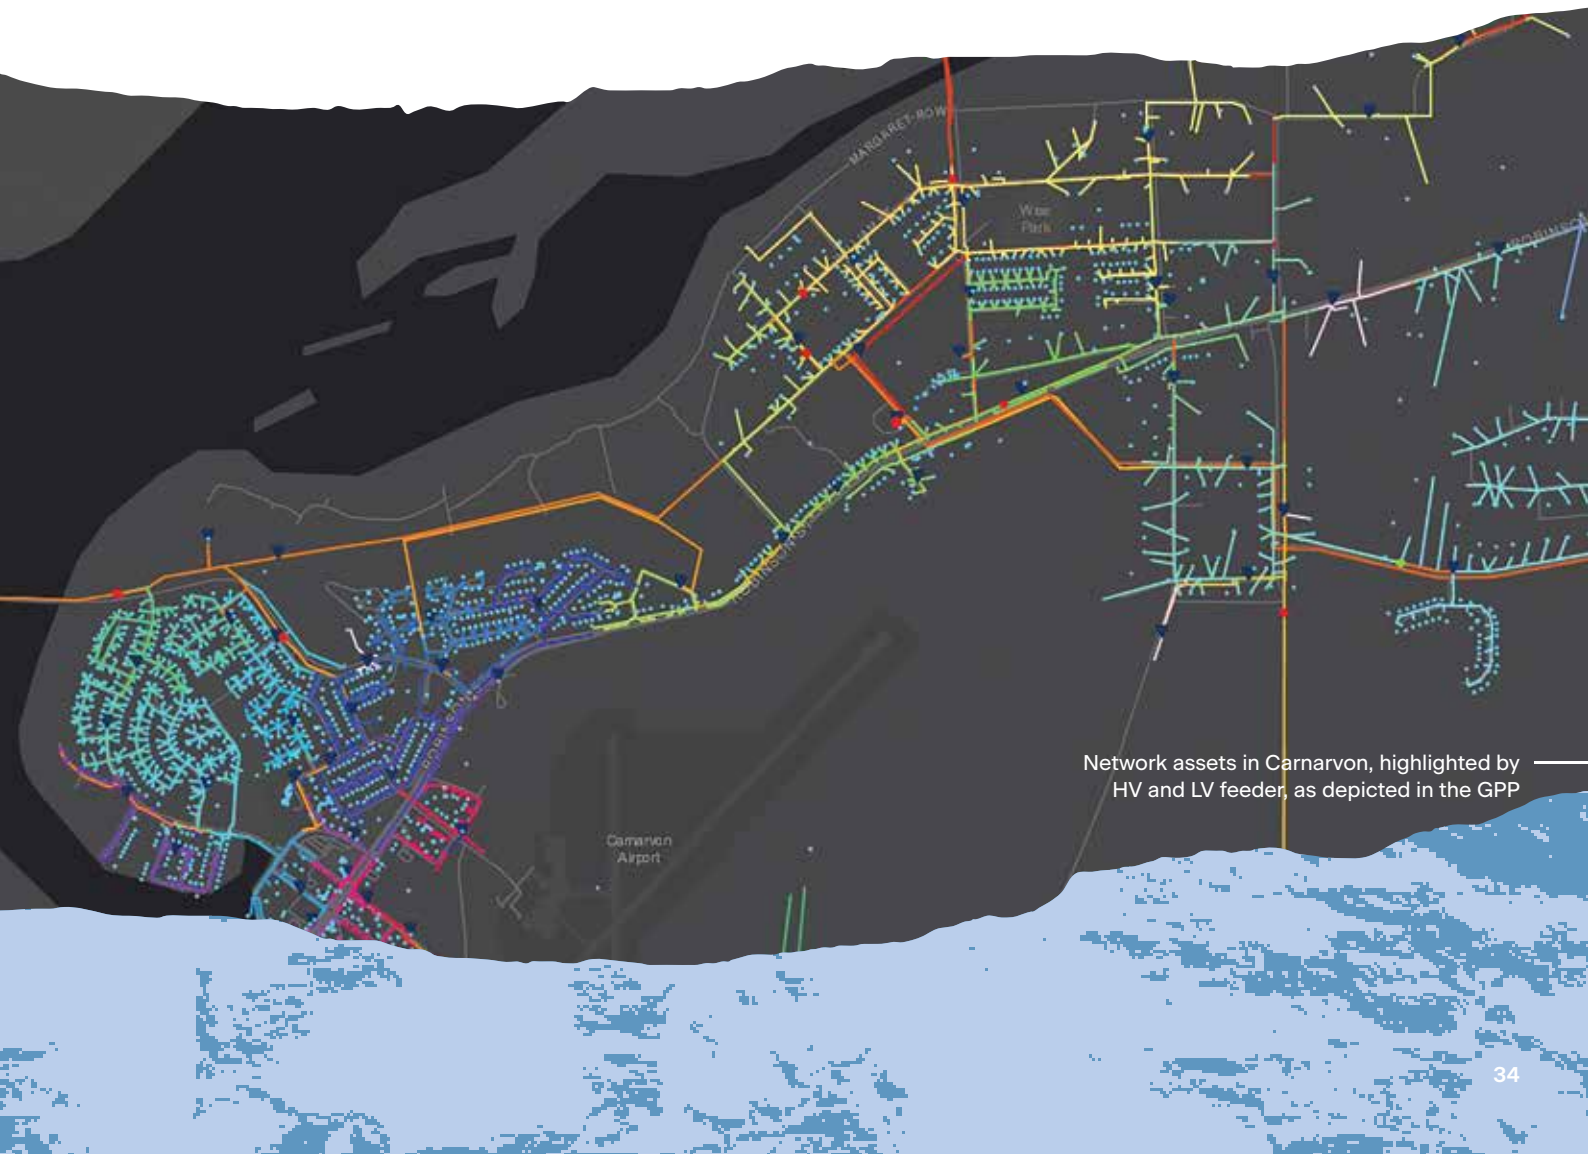 MARGARET-ROW
Park
ROBINSON
Carnarvon
Airport
Network assets in Carnarvon, highlighted by
HV and LV feeder, as depicted in the GPP
34